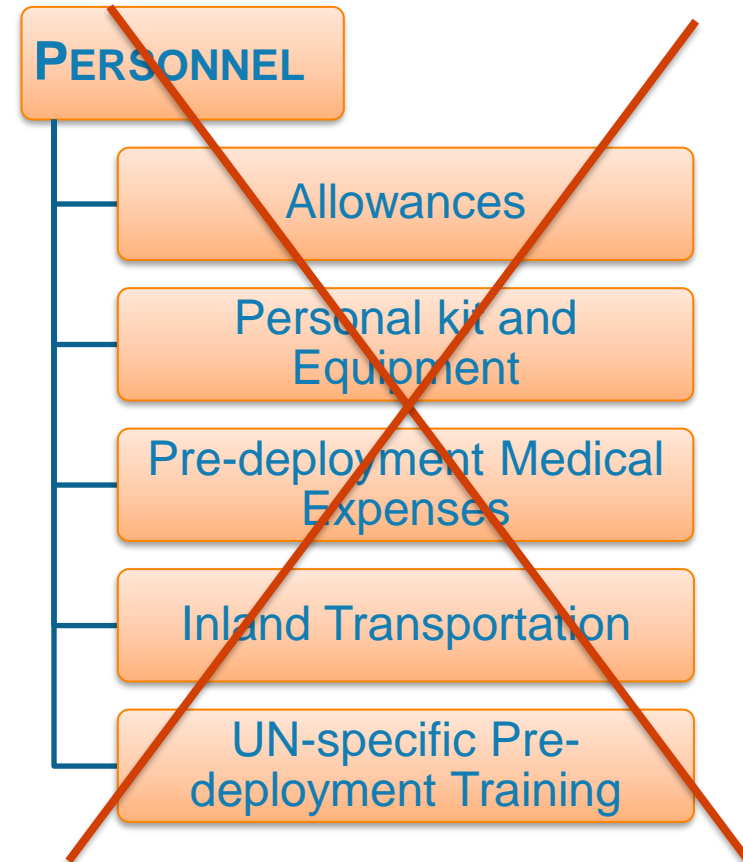 PERSONNEL
Allowances
Personal kit and
Equipment
Pre-deployment Medical
Expenses
Inland Transportation
UN-specific Pre-
deployment Training